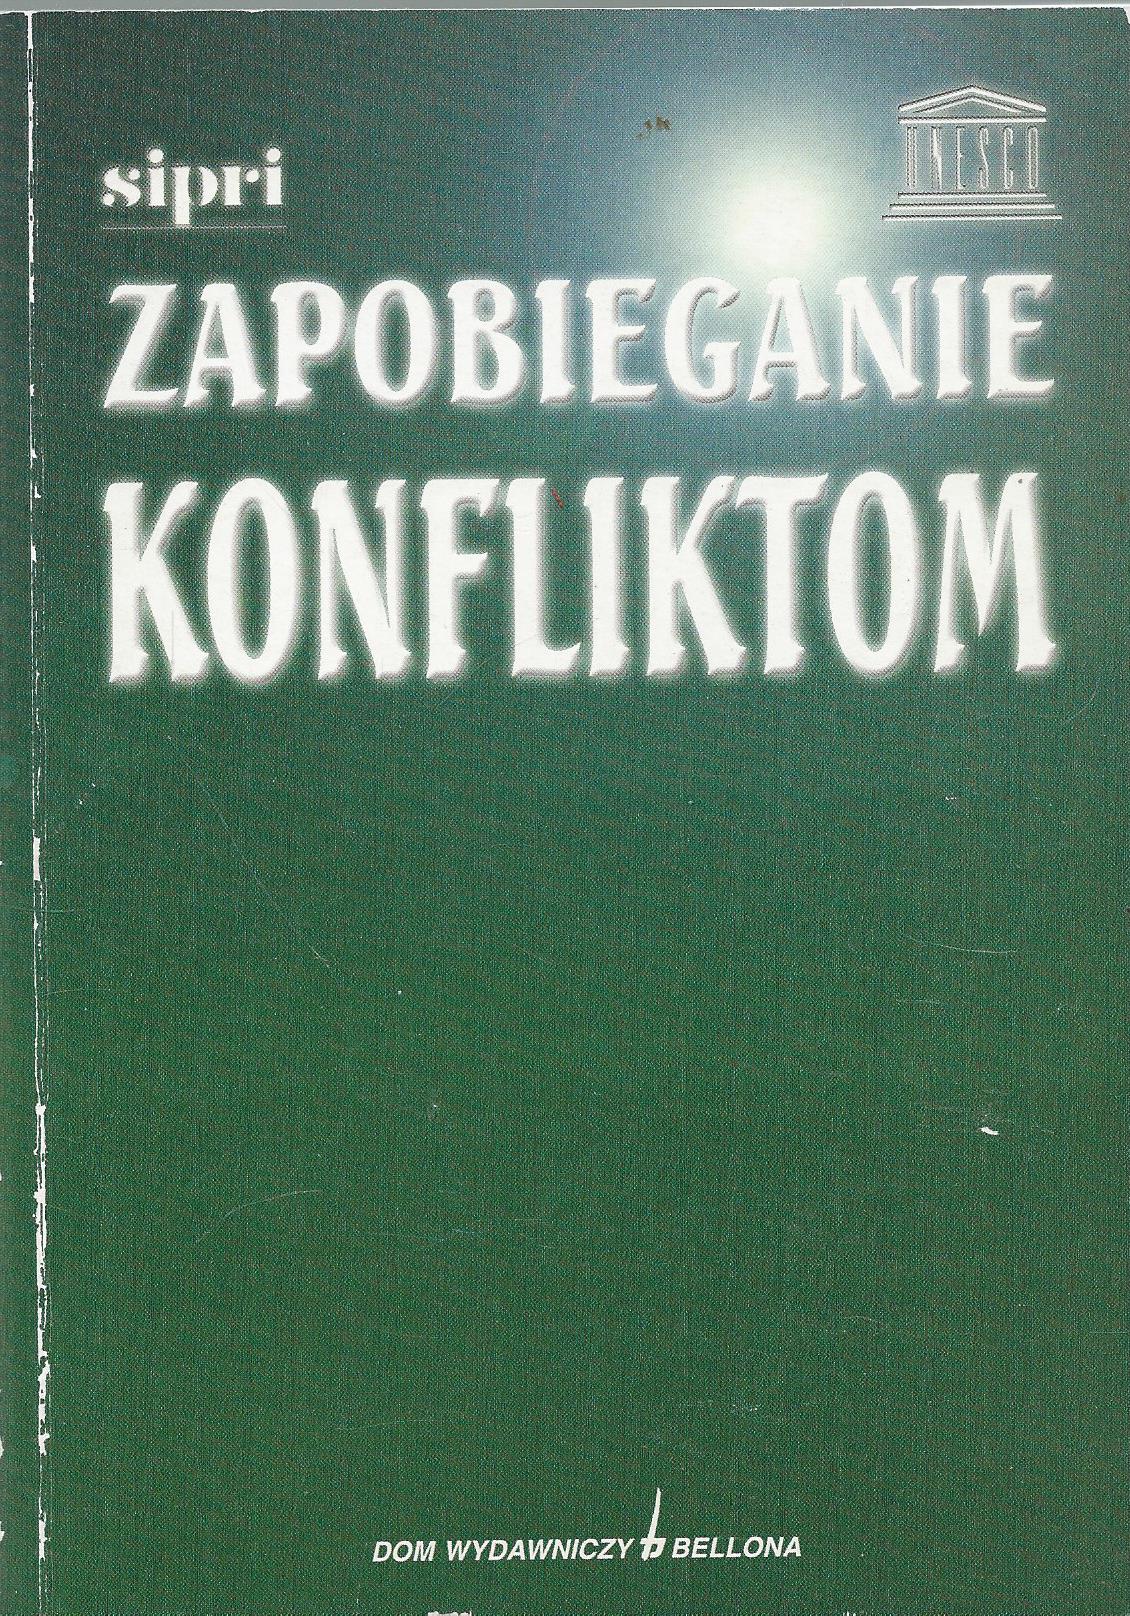 sipri
UNESCO
ZAPOBIEGANIE
KONFLIKTOM
DOM WYDAWNICZY BELLONA